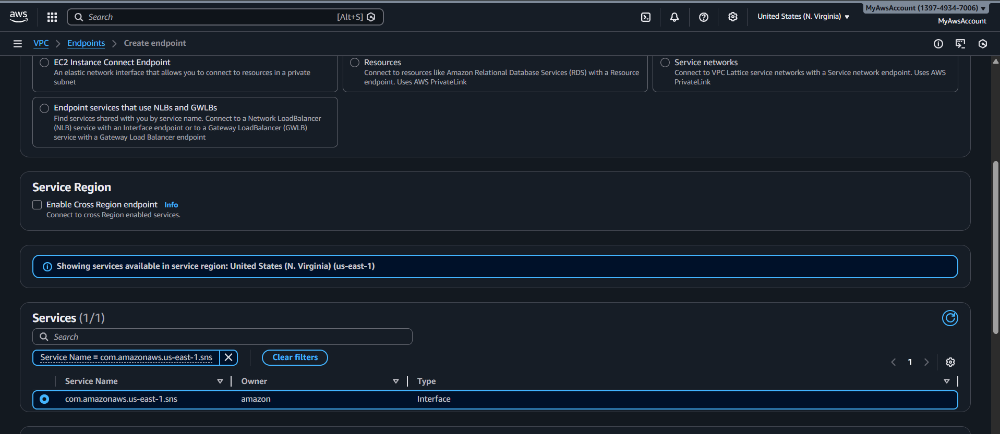 aws
Search
[Alt+S]
United States (N. Virginia)
MyAwsAccount (1397-4934-7006)
MyAwsAccount
VPC
Endpoints
Create endpoint
EC2 Instance Connect Endpoint
An elastic network interface that allows you to connect to resources in a private
subnet
Resources
Connect to resources like Amazon Relational Database Services (RDS) with a Resource
endpoint. Uses AWS PrivateLink
Service networks
Connect to VPC Lattice service networks with a Service network endpoint. Uses AWS
PrivateLink
Endpoint services that use NLBs and GWLBs
Find services shared with you by service name. Connect to a Network LoadBalancer
(NLB) service with an Interface endpoint or to a Gateway LoadBalancer (GWLB)
service with a Gateway Load Balancer endpoint
Service Region
Enable Cross Region endpoint Info
Connect to cross Region enabled services.
Showing services available in service region: United States (N. Virginia) (us-east-1)
Services (1/1)
Search
Service Name = com.amazonaws.us-east-1.sns
Clear filters
1
Service Name
Owner
Type
com.amazonaws.us-east-1.sns
amazon
Interface